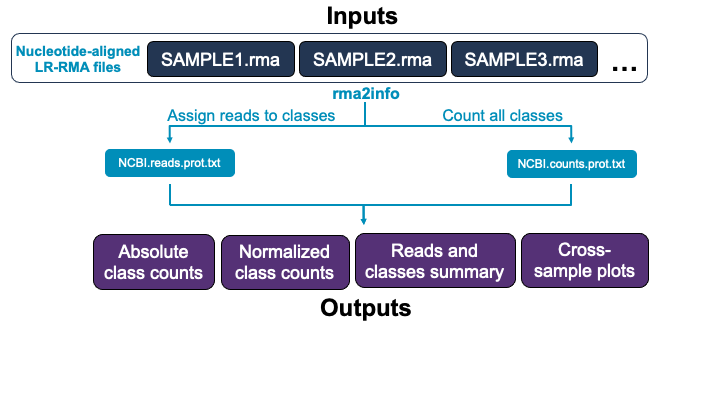 Inputs
Nucleotide-aligned
LR-RMA files
SAMPLE1.rma
SAMPLE2.rma
SAMPLE3.rma
...
rma2info
Assign reads to classes
Count all classes
NCBI.reads.prot.txt
NCBI.counts.prot.txt
Absolute
class counts
Normalized
class counts
Reads and
classes summary
Cross-
sample plots
Outputs